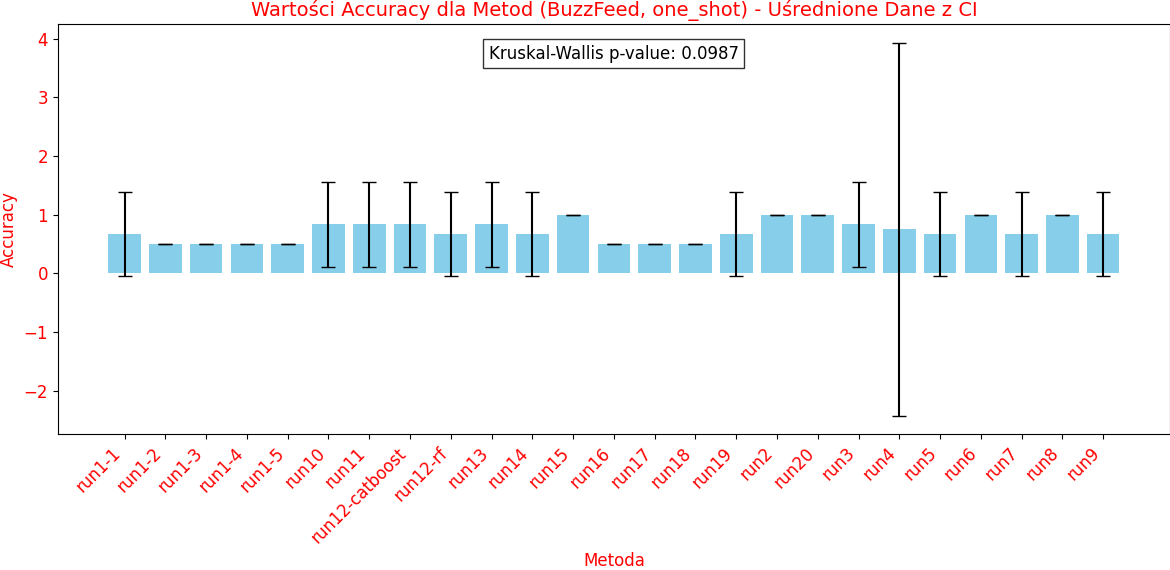 Wartości Accuracy dla Metod (BuzzFeed, one_shot) - Uśrednione Dane z CI
Kruskal-Wallis p-value: 0.0987
Accuracy
4
3
2
1
0
−1
−2
run1-1
run1-2
run1-3
run1-4
run1-5
run10
run11
run12-catboost
run12-rf
run13
run14
run15
run16
run17
run18
run19
run2
run20
run3
run4
run5
run6
run7
run8
run9
Metoda